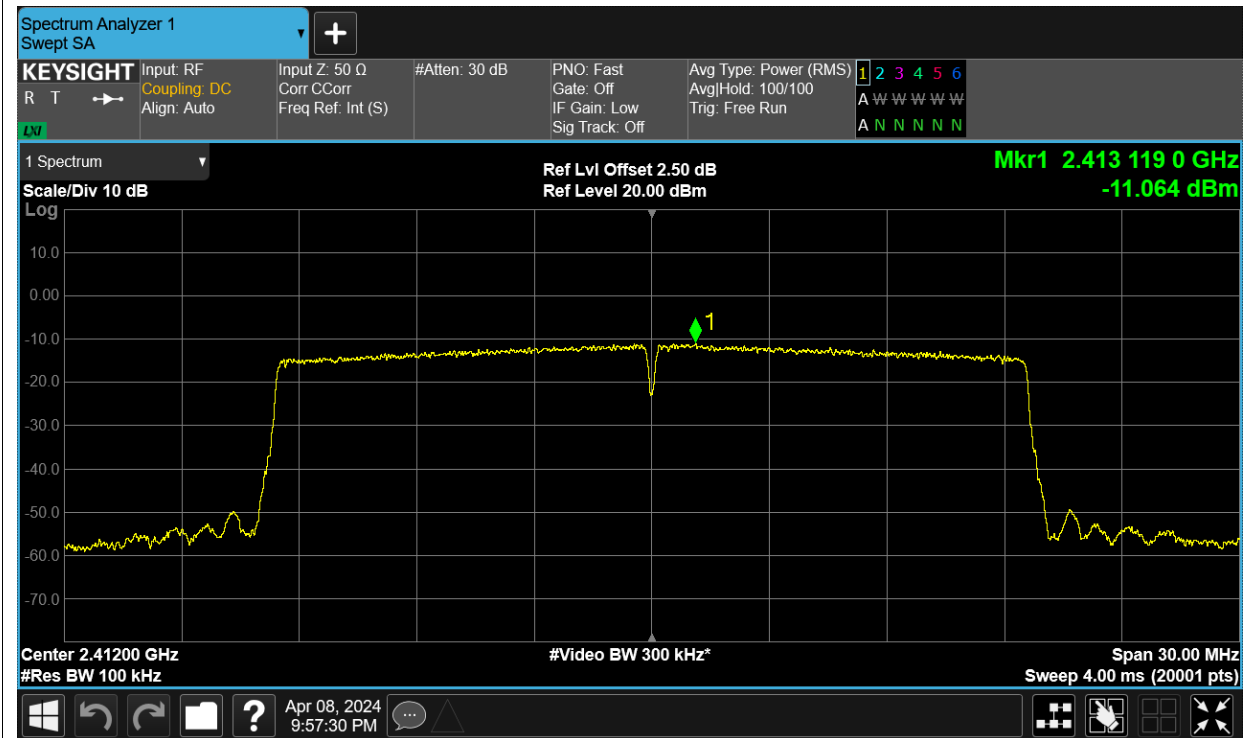 Spectrum Analyzer 1
Swept SA
KEYSIGHT
R T
LXI
Input: RF
Coupling: DC
Align: Auto
Input Z: 50 Ω
Corr CCorr
Freq Ref: Int (S)
#Atten: 30 dB
PNO: Fast
Gate: Off
IF Gain: Low
Sig Track: Off
Avg Type: Power (RMS)
Avg|Hold: 100/100
Trig: Free Run
1 2 3 4 5 6
A W W W W W
A N N N N N
1 Spectrum
Scale/Div 10 dB
Log
Ref Lvl Offset 2.50 dB
Ref Level 20.00 dBm
Mkr1 2.413 119 0 GHz
-11.064 dBm
10.0
0.00
-10.0
-20.0
-30.0
-40.0
-50.0
-60.0
-70.0
1
Center 2.41200 GHz
#Res BW 100 kHz
#Video BW 300 kHz*
Span 30.00 MHz
Sweep 4.00 ms (20001 pts)
?
Apr 08, 2024
9:57:30 PM